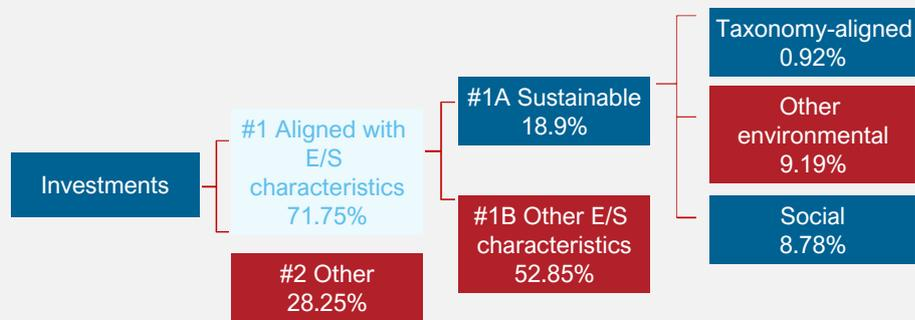 Investments
#1 Aligned with
E/S
characteristics
71.75%
#2 Other
28.25%
#1A Sustainable
18.9%
#1B Other E/S
characteristics
52.85%
Taxonomy-aligned
0.92%
Other
environmental
9.19%
Social
8.78%